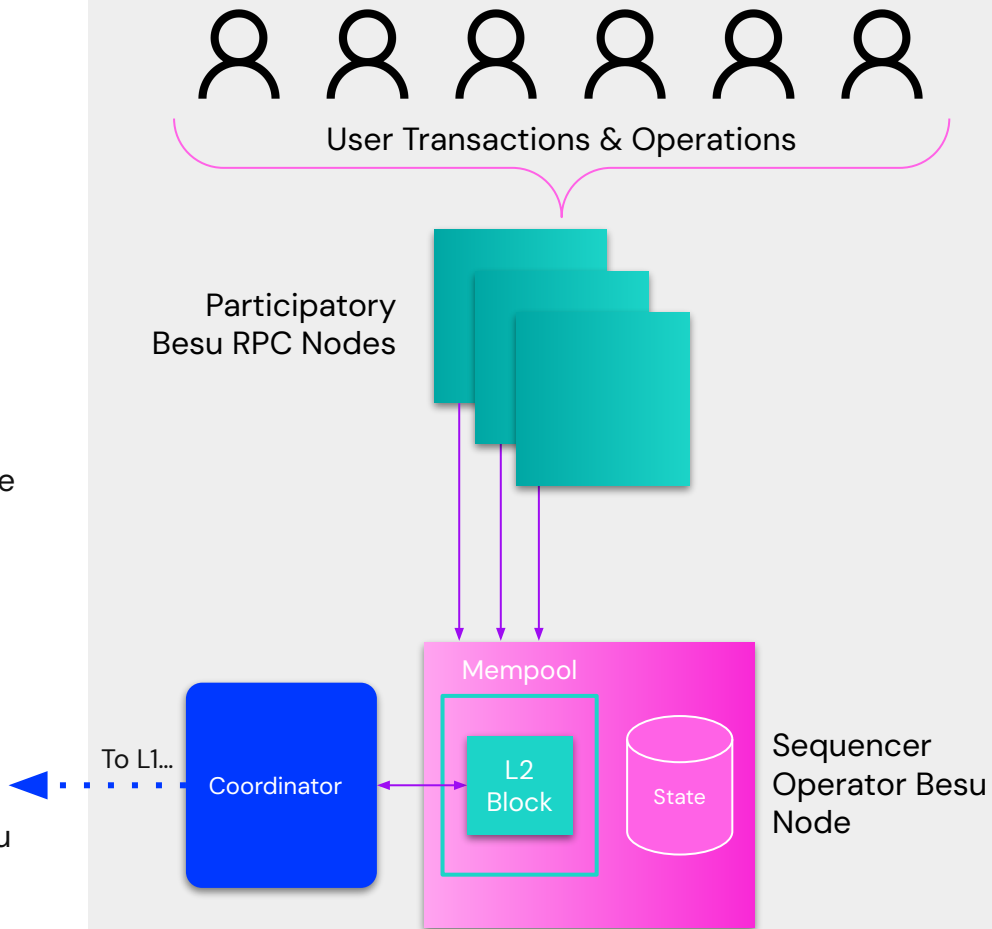 User Transactions & Operations
Participatory
Besu RPC Nodes
e
Mempool
To L1...
Coordinator
L2
Block
State
Sequencer
Operator Besu
Node
u